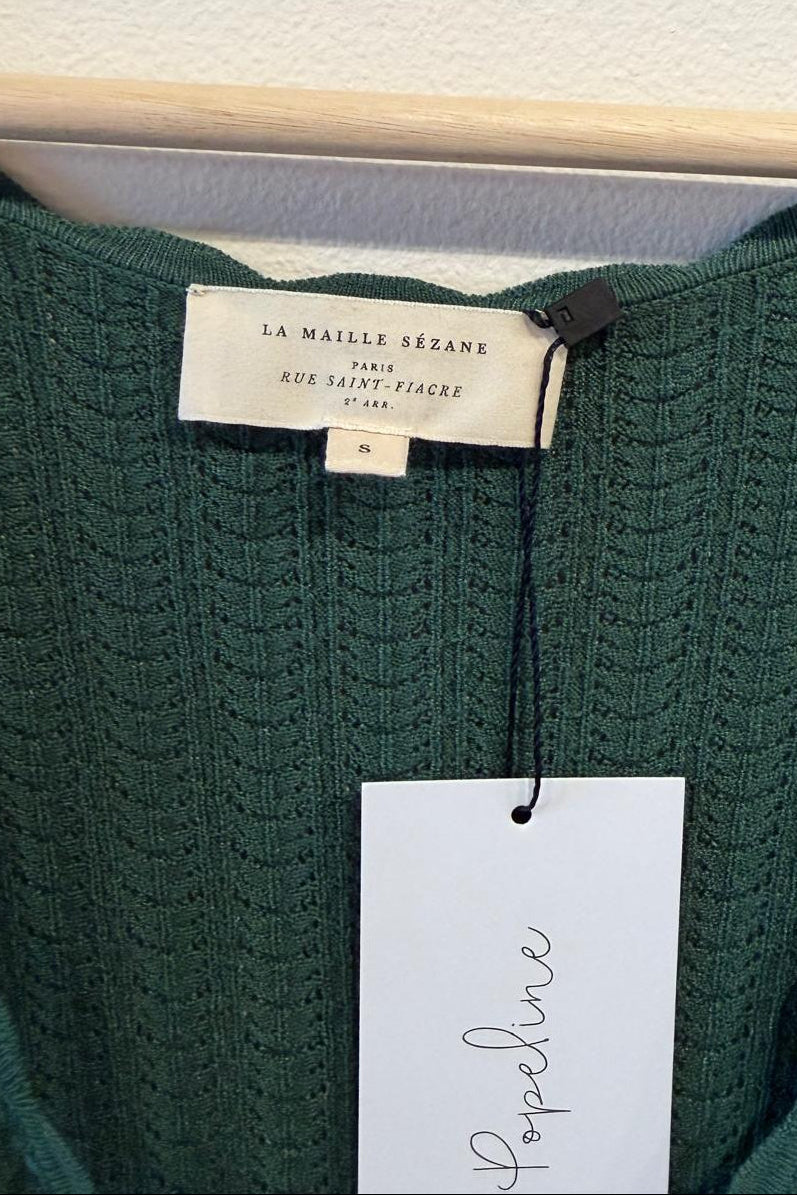 LA MAILLE SÉZANE
PARIS
RUE SAINT-FIACRE
2e ARR.
S
Popeline